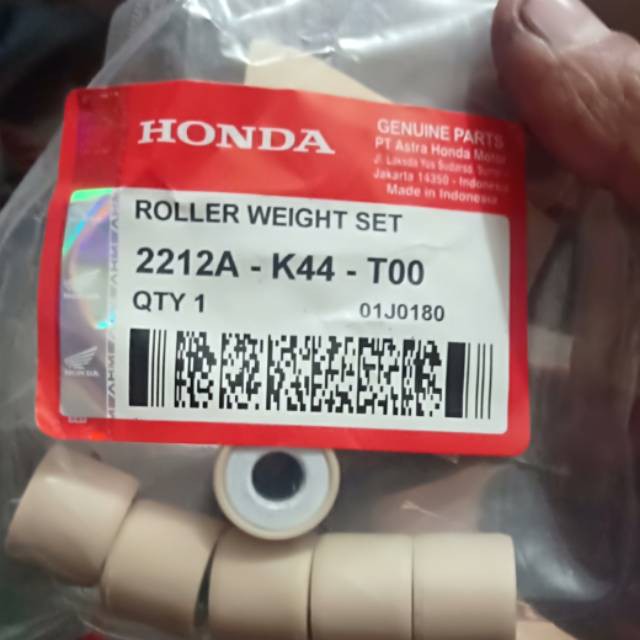 HONDA
GENUINE PARTS
PT Astra Honda Motor
Jakarta 14350 - Indonesia
Made in Indonesia
ROLLER WEIGHT SET
2212A - K44 - T00
QTY 1
01J0180
HONDA